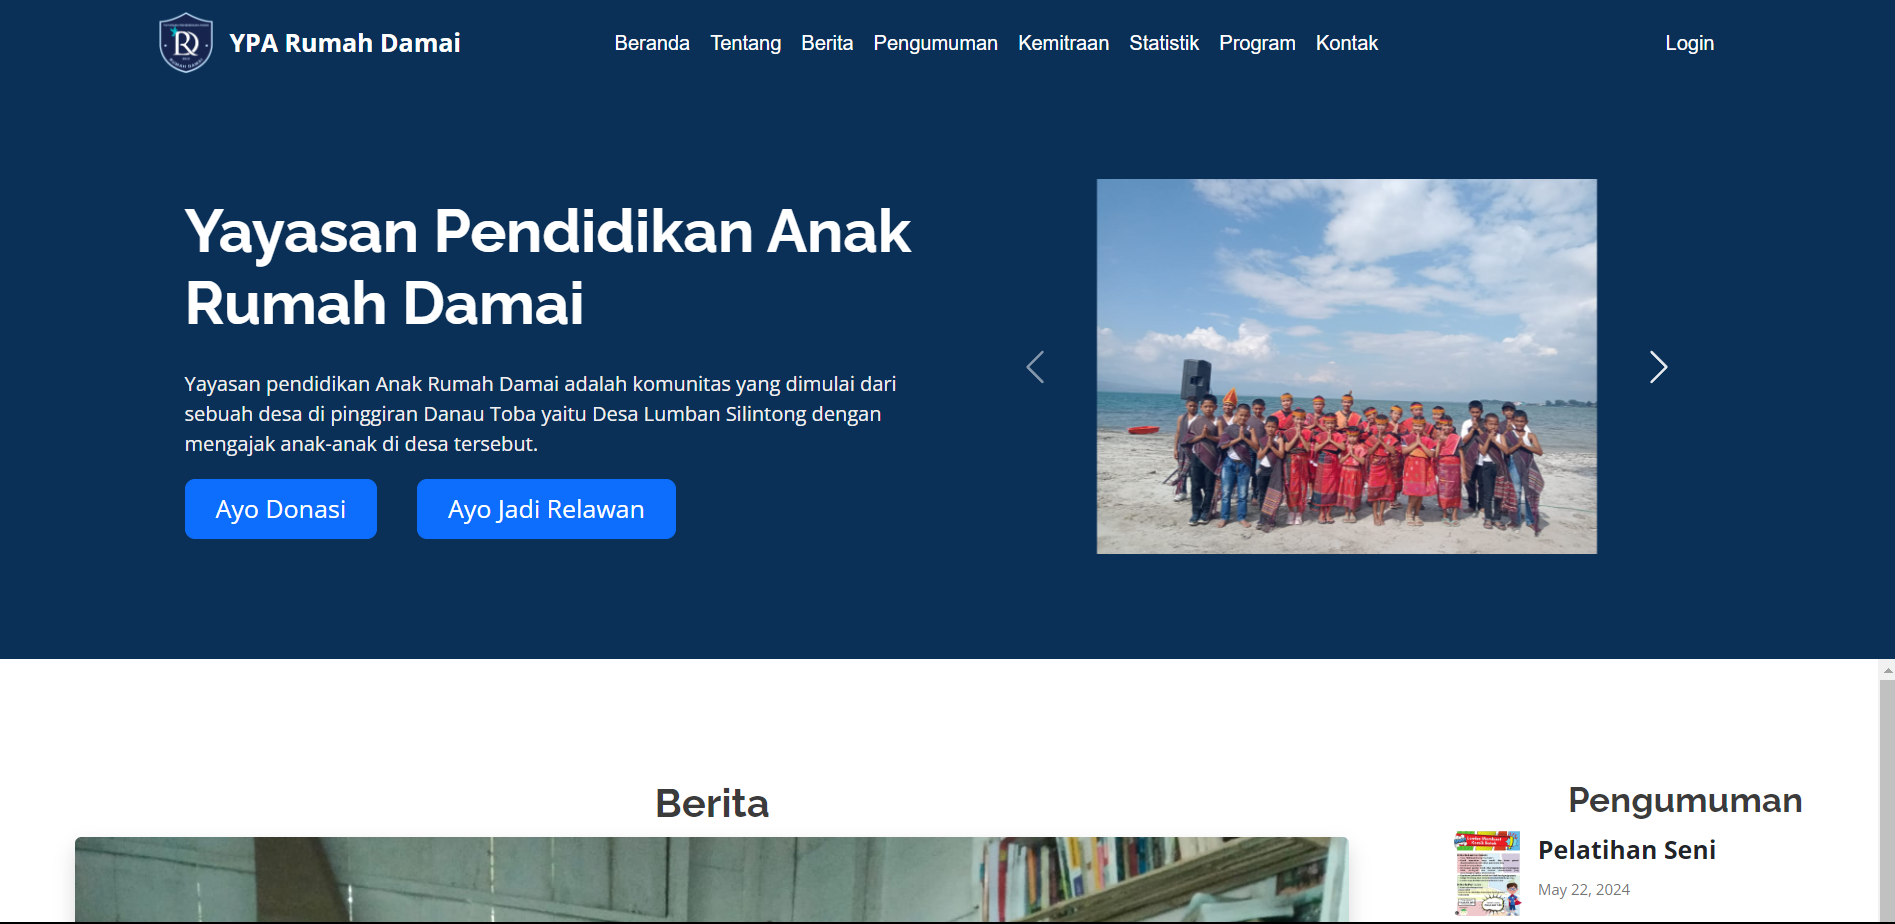 YPA Rumah Damai
Beranda Tentang Berita Pengumuman Kemitraan Statistik Program Kontak
Login
Yayasan Pendidikan Anak
Rumah Damai
Yayasan pendidikan Anak Rumah Damai adalah komunitas yang dimulai dari
sebuah desa di pinggiran Danau Toba yaitu Desa Lumban Silintong dengan
mengajak anak-anak di desa tersebut.
Ayo Donasi
Ayo Jadi Relawan
Berita
Pengumuman
Pelatihan Seni
May 22, 2024